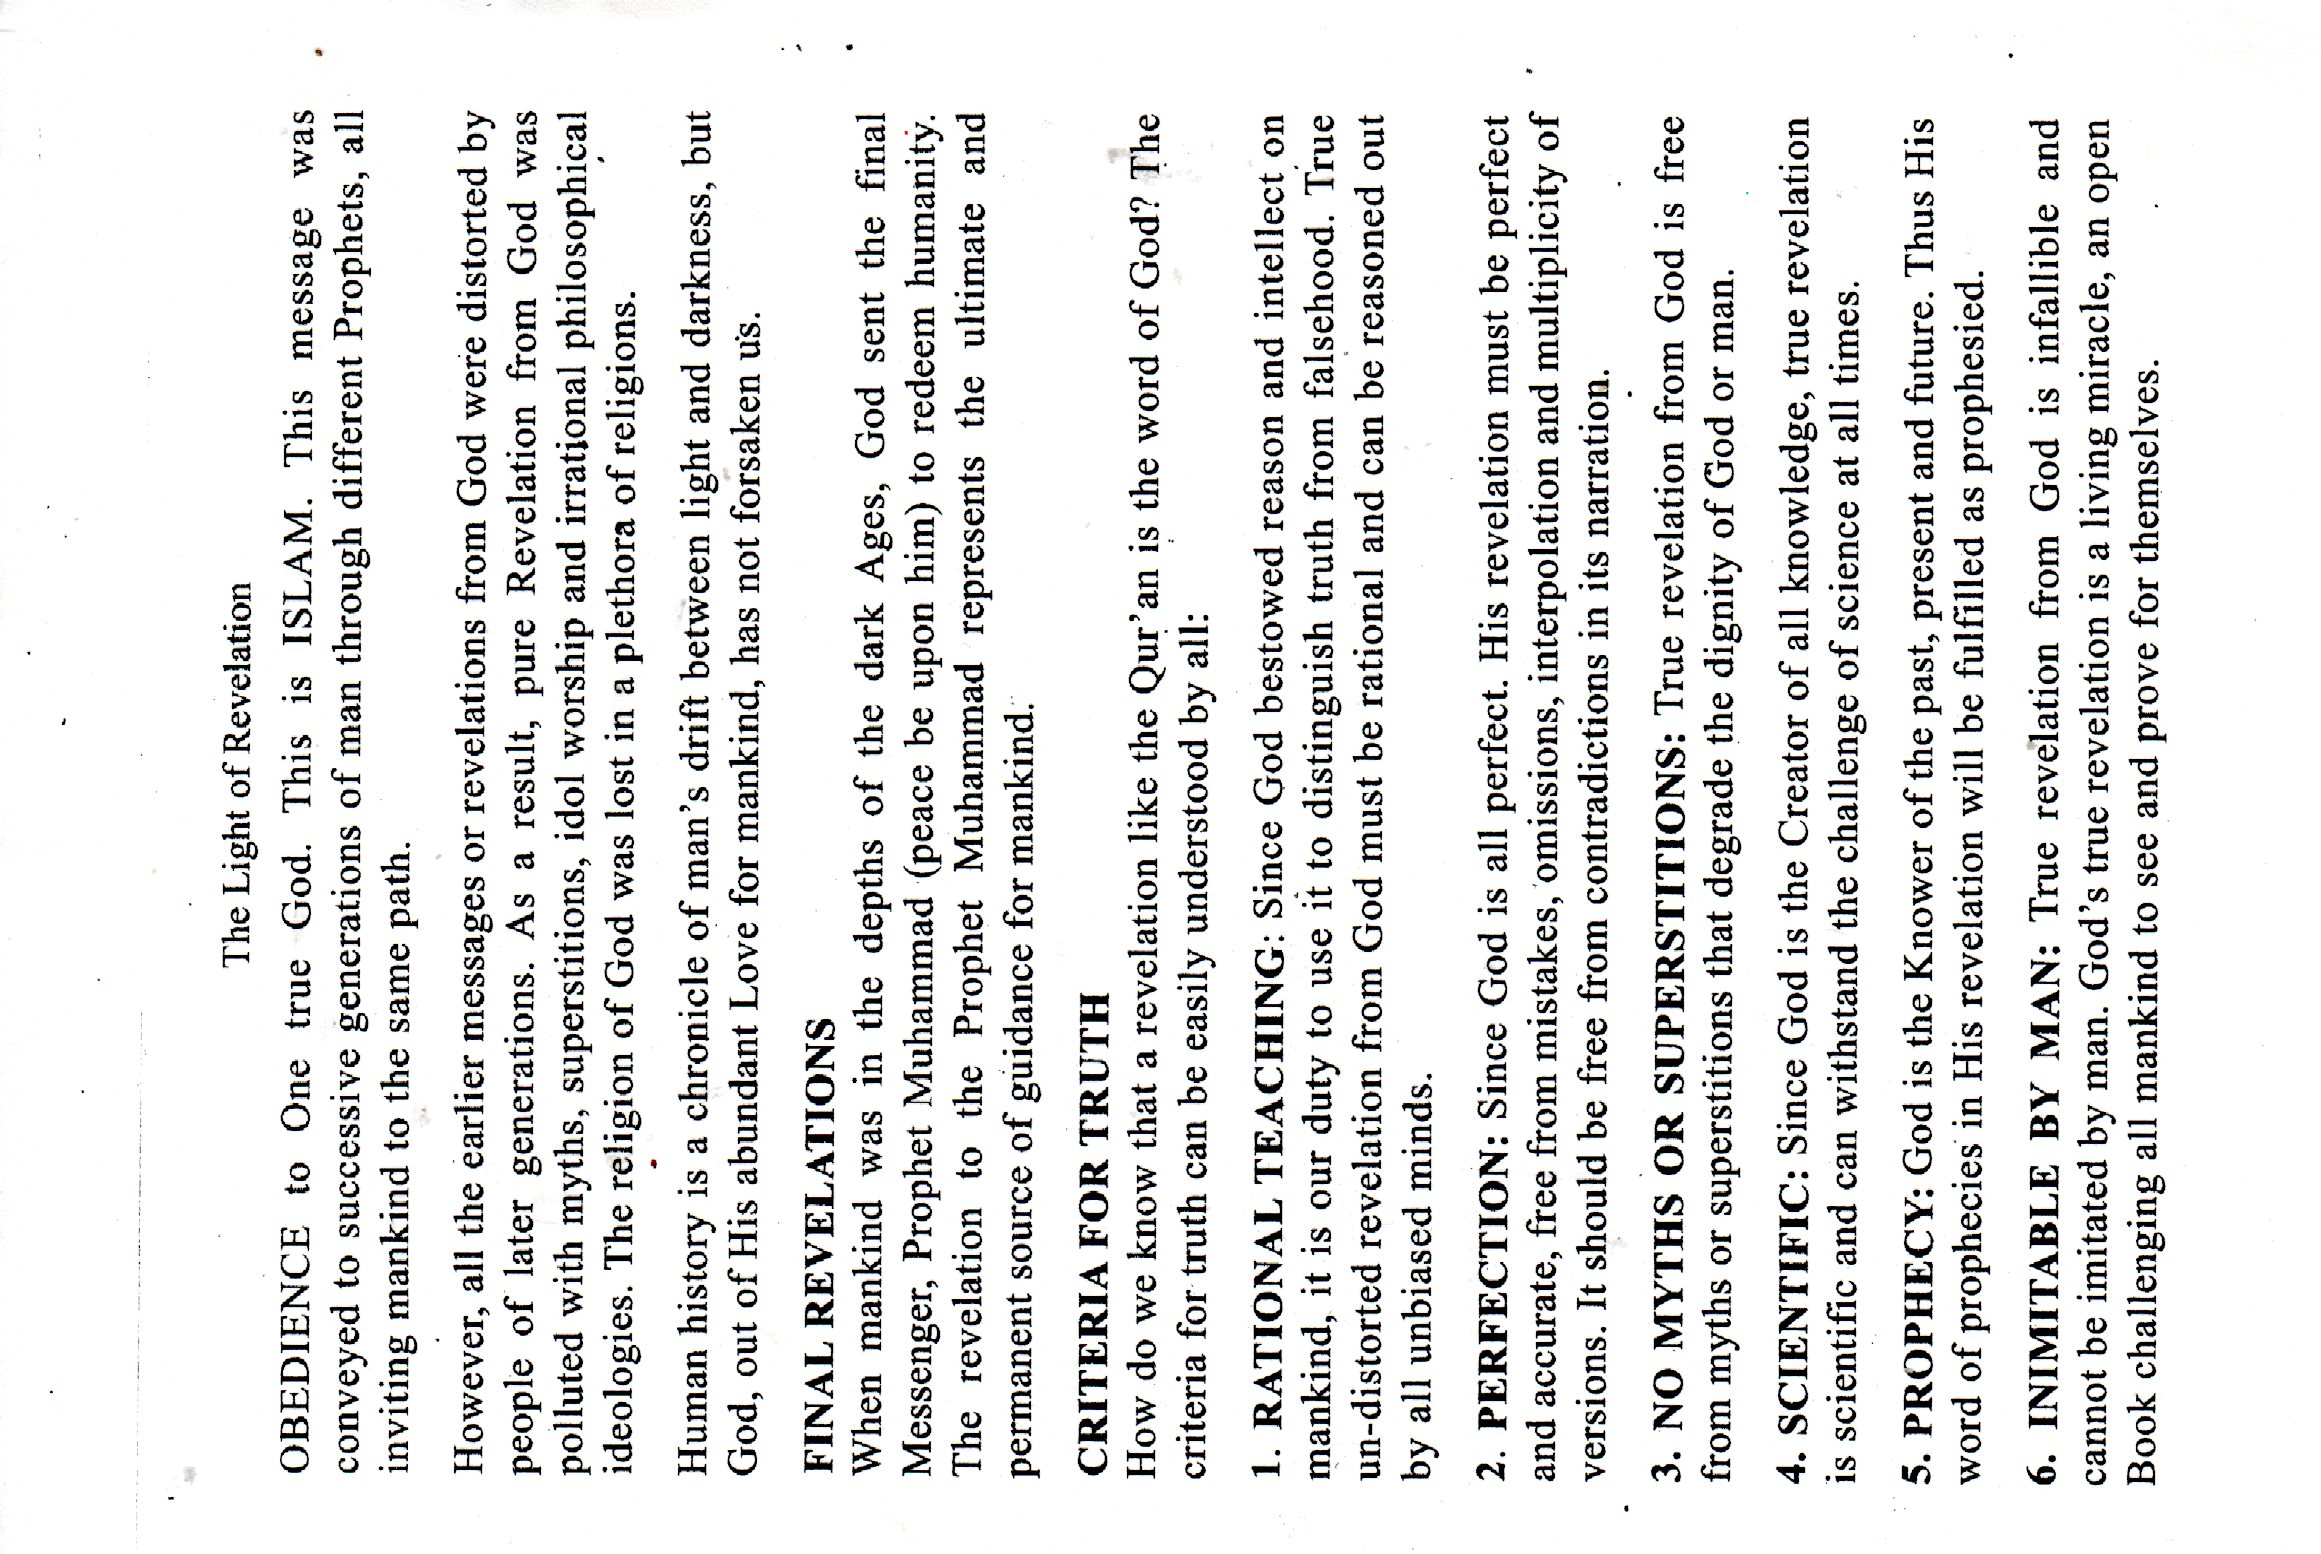 The Light of Revelation
OBEDIENCE to One true God. This is ISLAM. This message was
conveyed to successive generations of man through different Prophets, all
inviting mankind to the same path.
However, all the earlier messages or revelations from God were distorted by
people of later generations. As a result, pure Revelation from God was
polluted with myths, superstitions, idol worship and irrational philosophical
ideologies. The religion of God was lost in a plethora of religions.
Human history is a chronicle of man's drift between light and darkness, but
God, out of His abundant Love for mankind, has not forsaken us.
FINAL REVELATIONS
When mankind was in the depths of the dark Ages, God sent the final
Messenger, Prophet Muhammad (peace be upon him) to redeem humanity.
The revelation to the Prophet Muhammad represents the ultimate and
permanent source of guidance for mankind.
CRITERIA FOR TRUTH
How do we know that a revelation like the Qur'an is the word of God? The
criteria for truth can be easily understood by all:
1. RATIONAL TEACHING: Since God bestowed reason and intellect on
mankind, it is our duty to use it to distinguish truth from falsehood. True
un-distorted revelation from God must be rational and can be reasoned out
by all unbiased minds.
2. PERFECTION: Since God is all perfect. His revelation must be perfect
and accurate, free from mistakes, omissions, interpolation and multiplicity of
versions. It should be free from contradictions in its narration.
3. NO MYTHS OR SUPERSTITIONS: True revelation from God is free
from myths or superstitions that degrade the dignity of God or man.
4. SCIENTIFIC: Since God is the Creator of all knowledge, true revelation
is scientific and can withstand the challenge of science at all times.
5. PROPHECY: God is the Knower of the past, present and future. Thus His
word of prophecies in His revelation will be fulfilled as prophesied.
6. INIMITABLE BY MAN: True revelation from God is infallible and
cannot be imitated by man. God's true revelation is a living miracle, an open
Book challenging all mankind to see and prove for themselves.